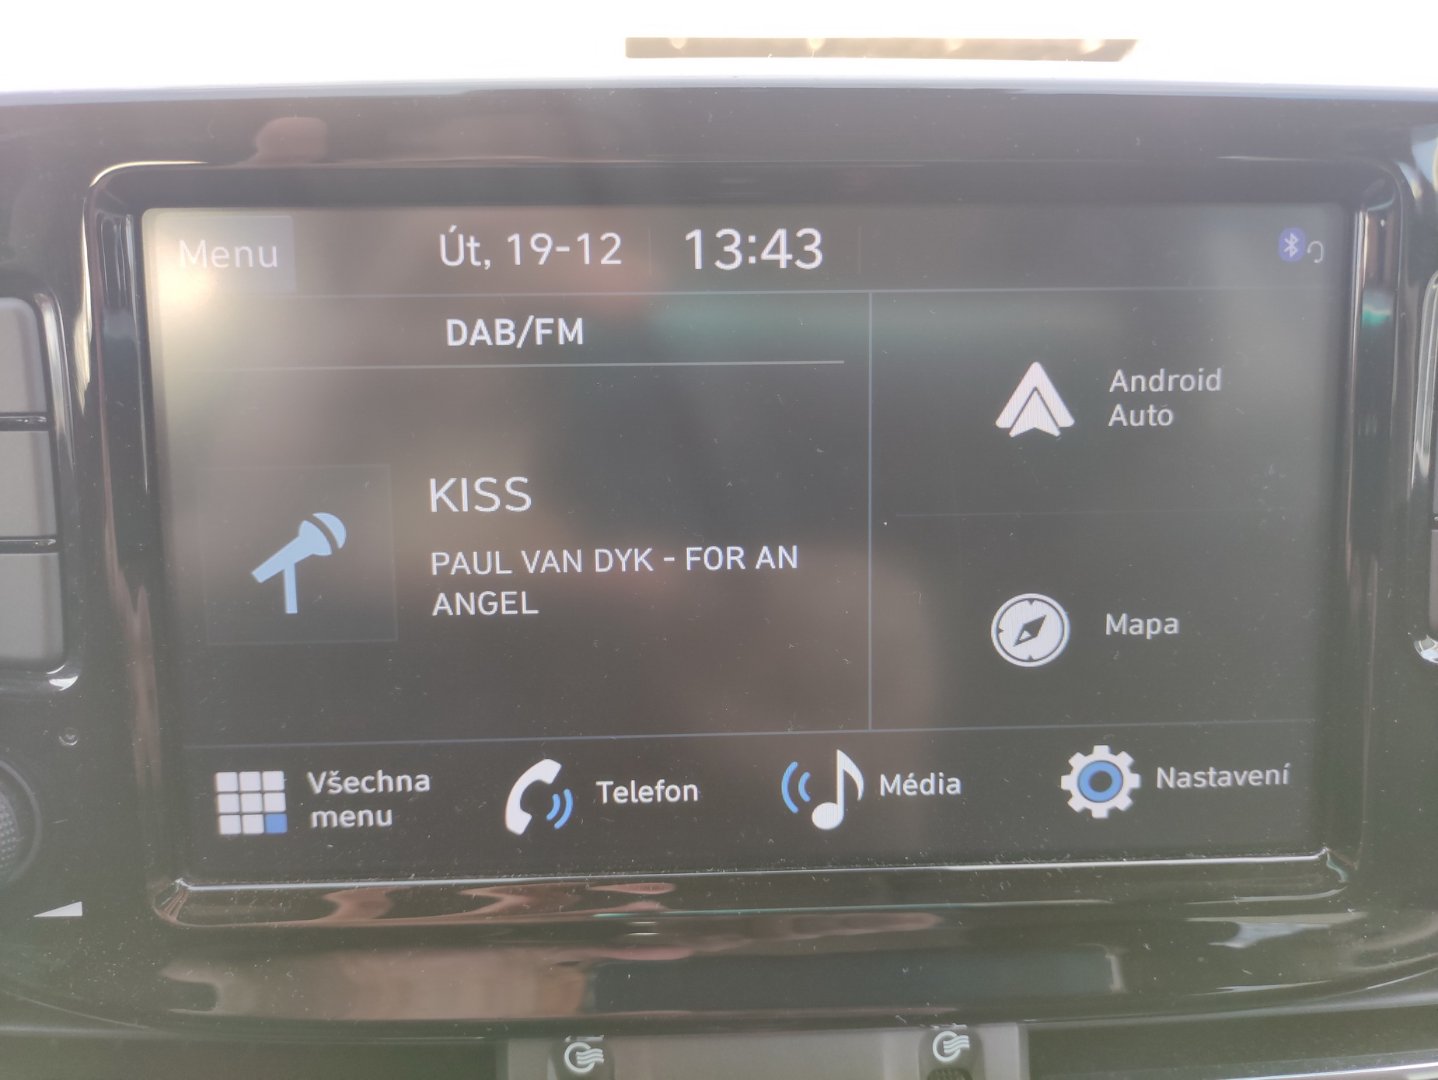 Menu
Út, 19-12
13:43
DAB/FM
Android
Auto
KISS
PAUL VAN DYK - FOR AN
ANGEL
Mapa
Všechna
menu
Telefon
Média
Nastavení